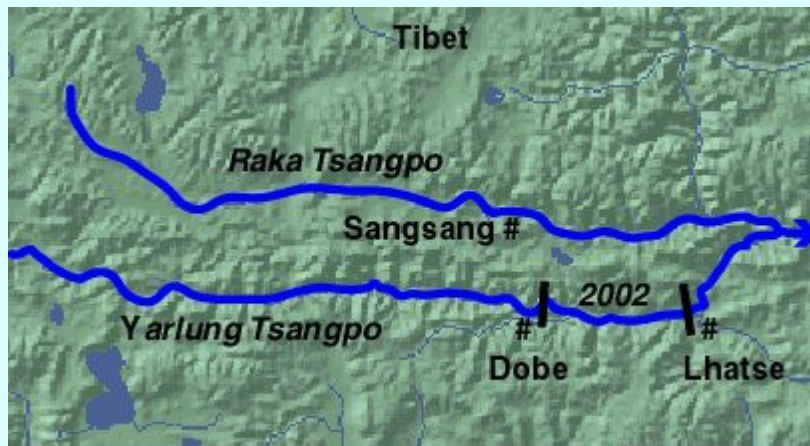 Tibet
Raka Tsangpo
Sangsang #
2002
Yarlung Tsangpo
# #
Dobe
Lhatse